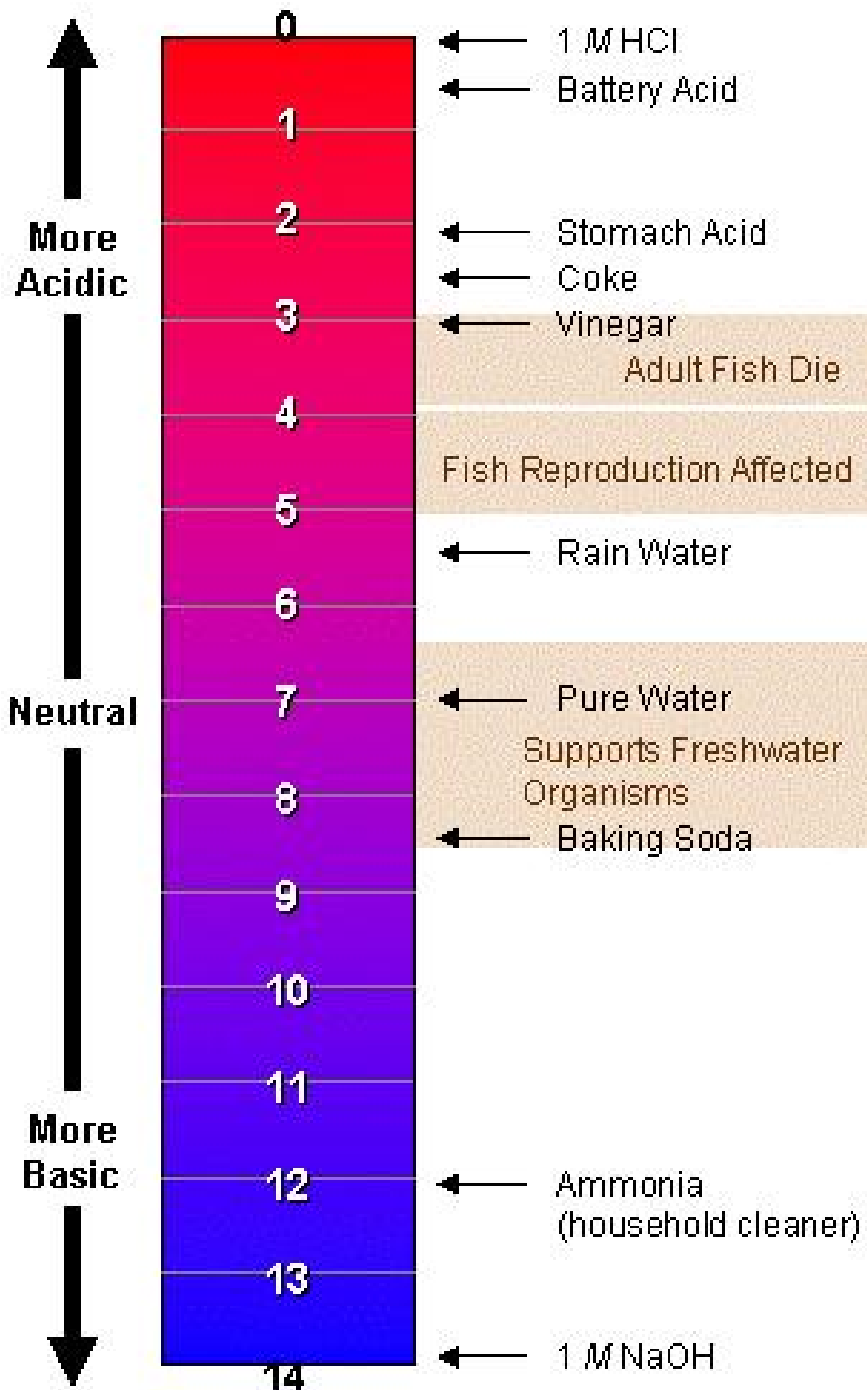 0
1 M HCl
Battery Acid
1
2
Stomach Acid
More
Acidic
Coke
3
Vinegar
Adult Fish Die
4
Fish Reproduction Affected
5
Rain Water
6
Neutral
7
Pure Water
Supports Freshwater
Organisms
8
Baking Soda
9
10
11
More
Basic
12
Ammonia
(household cleaner)
13
1 M NaOH
14